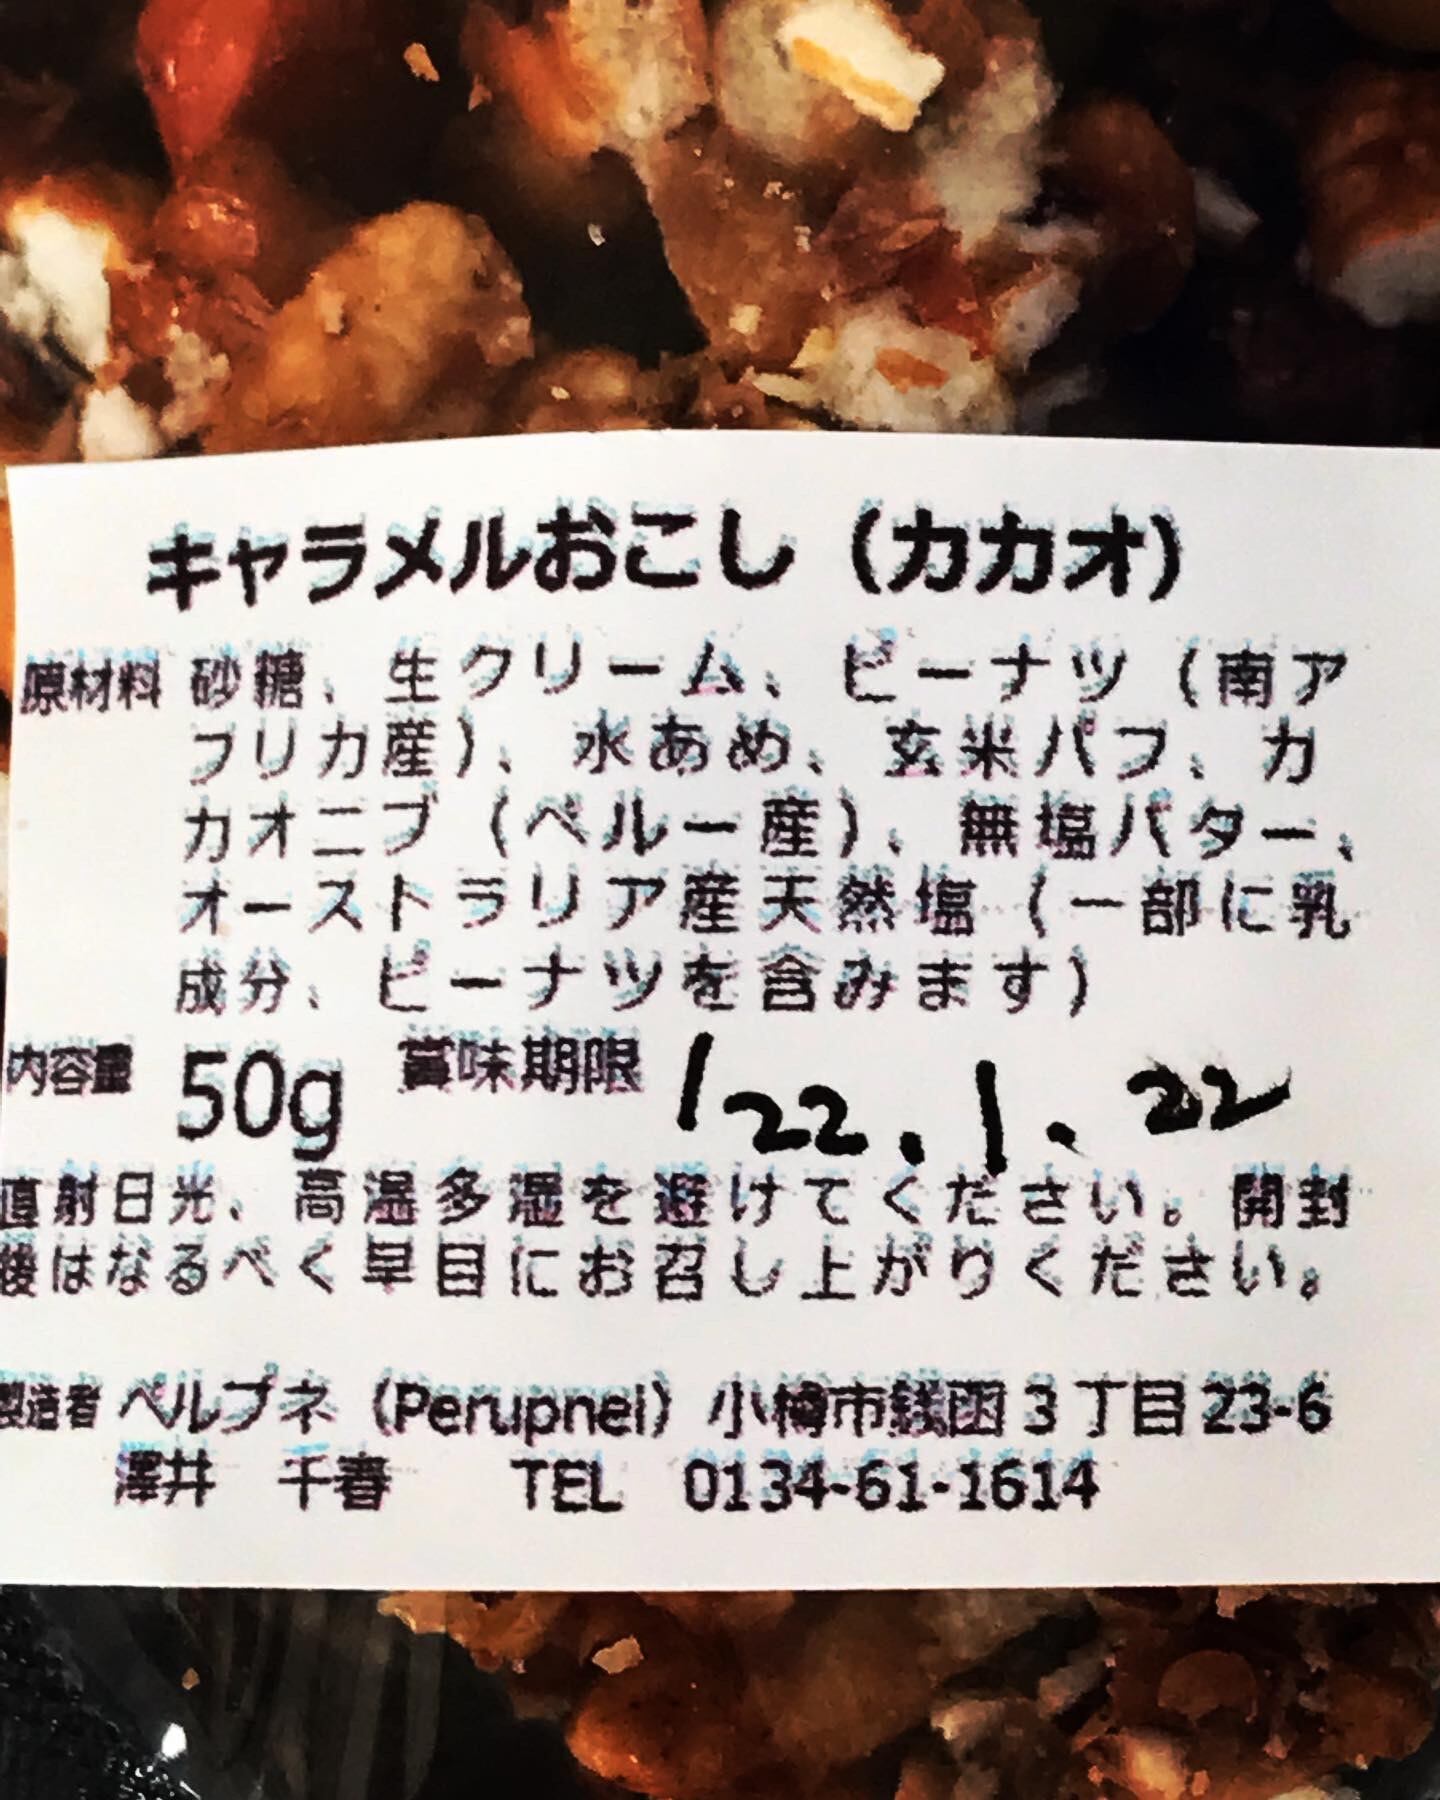 キャラメルおこし（カカオ）
原材料 砂糖、生クリーム、ピーナツ（南ア
フリカ産）、水あめ、玄米パフ、カ
カオニブ（ペルー産）、無塩バター、
オーストラリア産天然塩（一部に乳
成分、ピーナツを含みます）
内容量 50g 賞味期限 '22.1.22
直射日光、高温多湿を避けてください。開封
後はなるべく早目にお召し上がりください。
製造者 ペルプネ（Perupnei）小樽市銭函3丁目23-6
澤井 千春 TEL 0134-61-1614